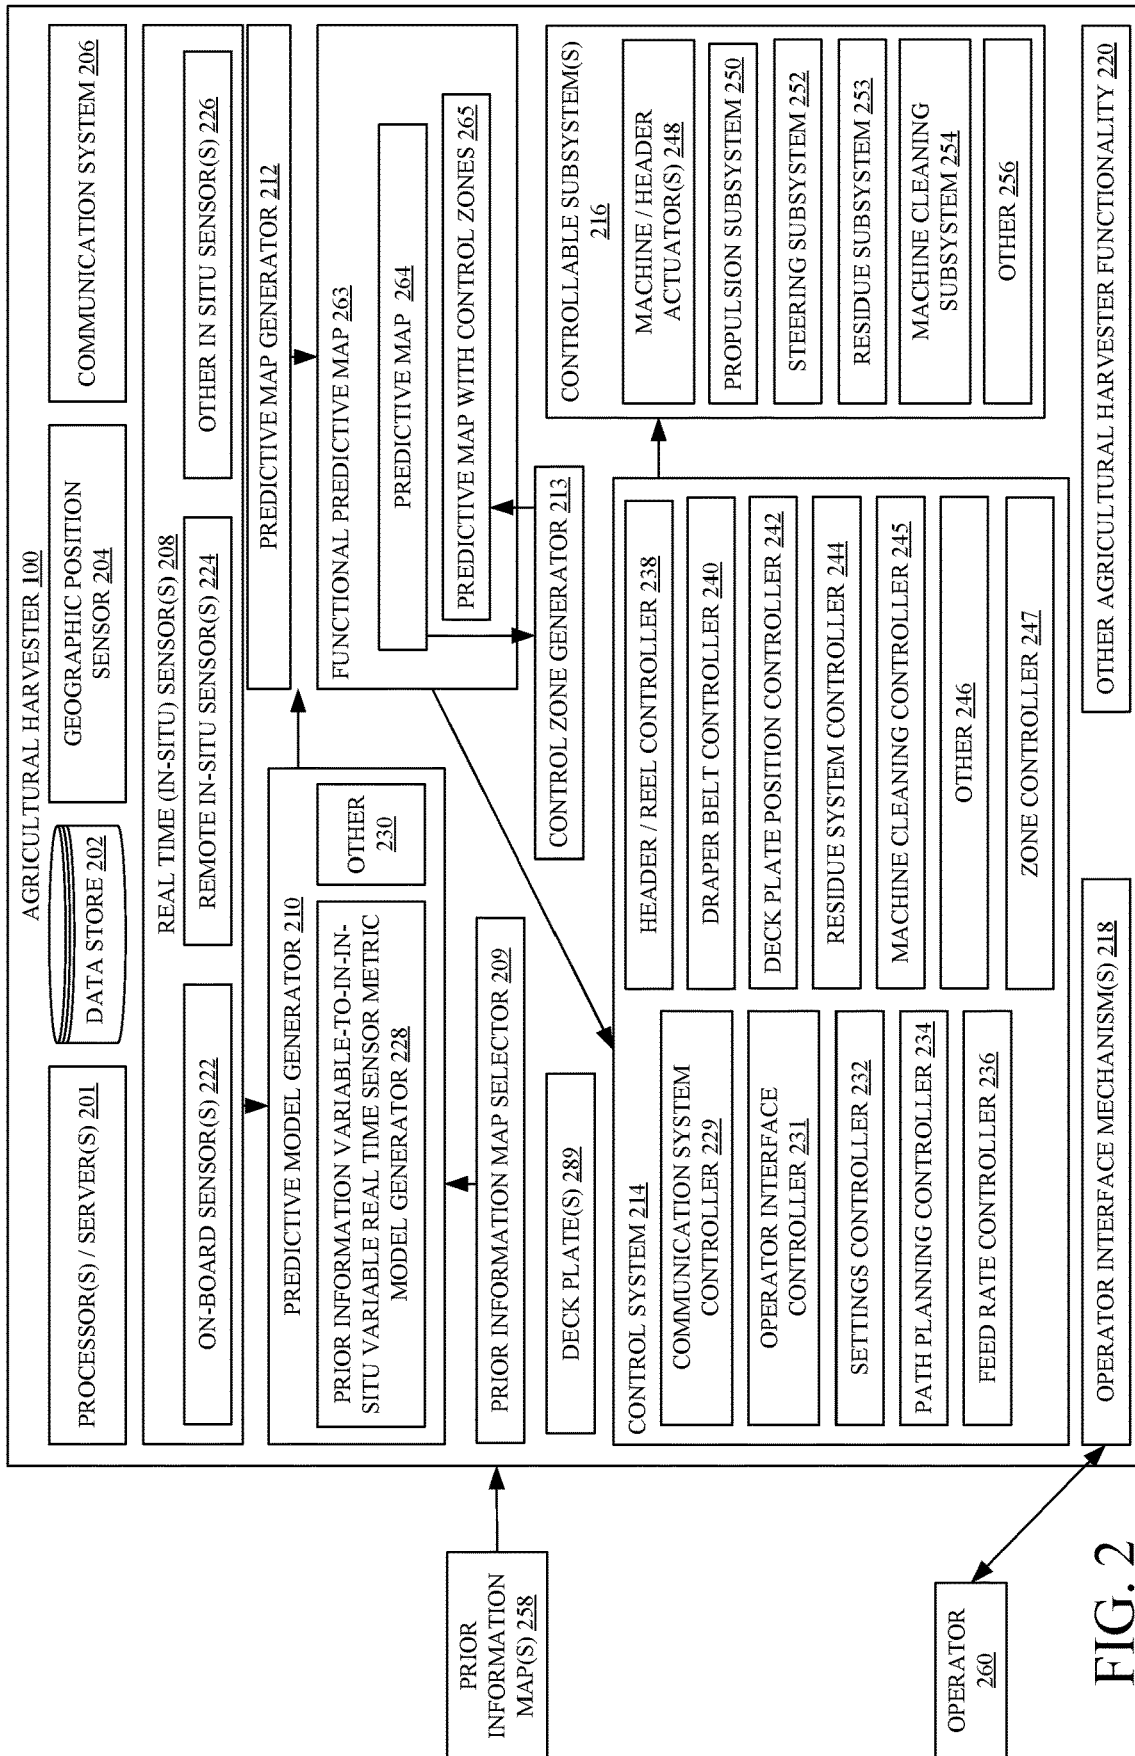 AGRICULTURAL HARVESTER 100
PROCESSOR(S) / SERVER(S) 201
DATA STORE 202
GEOGRAPHIC POSITION
SENSOR 204
COMMUNICATION SYSTEM 206
REAL TIME (IN-SITU) SENSOR(S) 208
ON-BOARD SENSOR(S) 222
REMOTE IN-SITU SENSOR(S) 224
OTHER IN SITU SENSOR(S) 226
PREDICTIVE MODEL GENERATOR 210
PRIOR INFORMATION VARIABLE-TO-IN-IN-
SITU VARIABLE REAL TIME SENSOR METRIC
MODEL GENERATOR 228
OTHER
230
PREDICTIVE MAP GENERATOR 212
FUNCTIONAL PREDICTIVE MAP 263
PREDICTIVE MAP 264
PREDICTIVE MAP WITH CONTROL ZONES 265
PRIOR INFORMATION MAP SELECTOR 209
DECK PLATE(S) 289
CONTROL ZONE GENERATOR 213
CONTROL SYSTEM 214
COMMUNICATION SYSTEM
CONTROLLER 229
OPERATOR INTERFACE
CONTROLLER 231
SETTINGS CONTROLLER 232
PATH PLANNING CONTROLLER 234
FEED RATE CONTROLLER 236
HEADER / REEL CONTROLLER 238
DRAPER BELT CONTROLLER 240
DECK PLATE POSITION CONTROLLER 242
RESIDUE SYSTEM CONTROLLER 244
MACHINE CLEANING CONTROLLER 245
OTHER 246
ZONE CONTROLLER 247
CONTROLLABLE SUBSYSTEM(S)
216
MACHINE / HEADER
ACTUATOR(S) 248
PROPULSION SUBSYSTEM 250
STEERING SUBSYSTEM 252
RESIDUE SUBSYSTEM 253
MACHINE CLEANING
SUBSYSTEM 254
OTHER 256
OPERATOR INTERFACE MECHANISM(S) 218
OTHER AGRICULTURAL HARVESTER FUNCTIONALITY 220
PRIOR
INFORMATION
MAP(S) 258
OPERATOR
260
FIG. 2